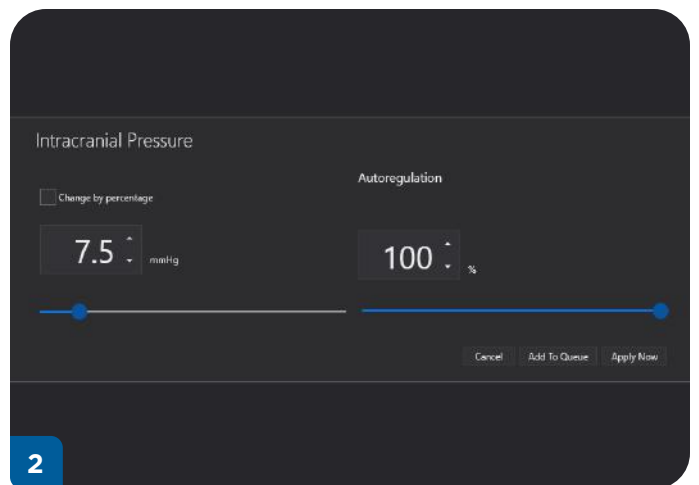 Intracranial Pressure
Autoregulation
Change by percentage
7.5 mmHg
100 %
Cancel Add To Queue Apply Now
2